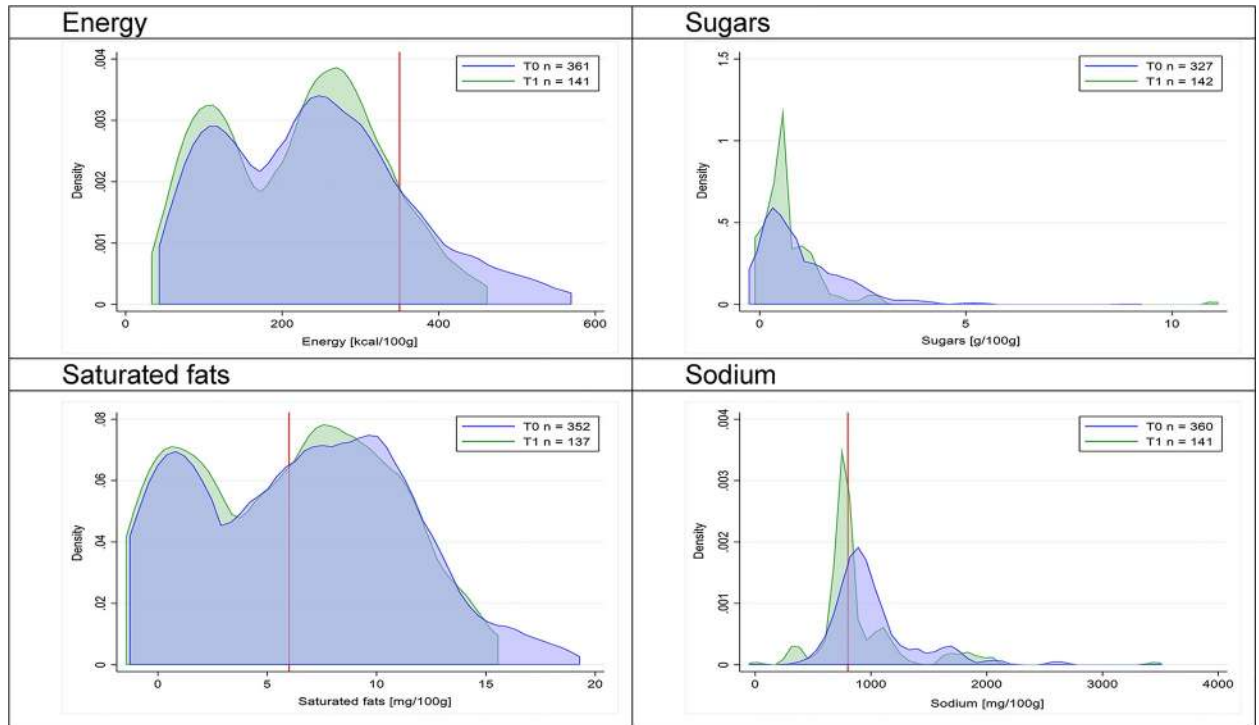 Energy
Sugars
T0 n = 361
T1 n = 141
Density
0 .001 .002 .003 .004
0 200 400 600
Energy [kcal/100g]
T0 n = 327
T1 n = 142
Density
0 .5 1 1.5
0 5 10
Sugars [g/100g]
Saturated fats
Sodium
T0 n = 352
T1 n = 137
Density
0 .02 .04 .06 .08
0 5 10 15 20
Saturated fats [mg/100g]
T0 n = 360
T1 n = 141
Density
0 .001 .002 .003 .004
0 1000 2000 3000 4000
Sodium [mg/100g]